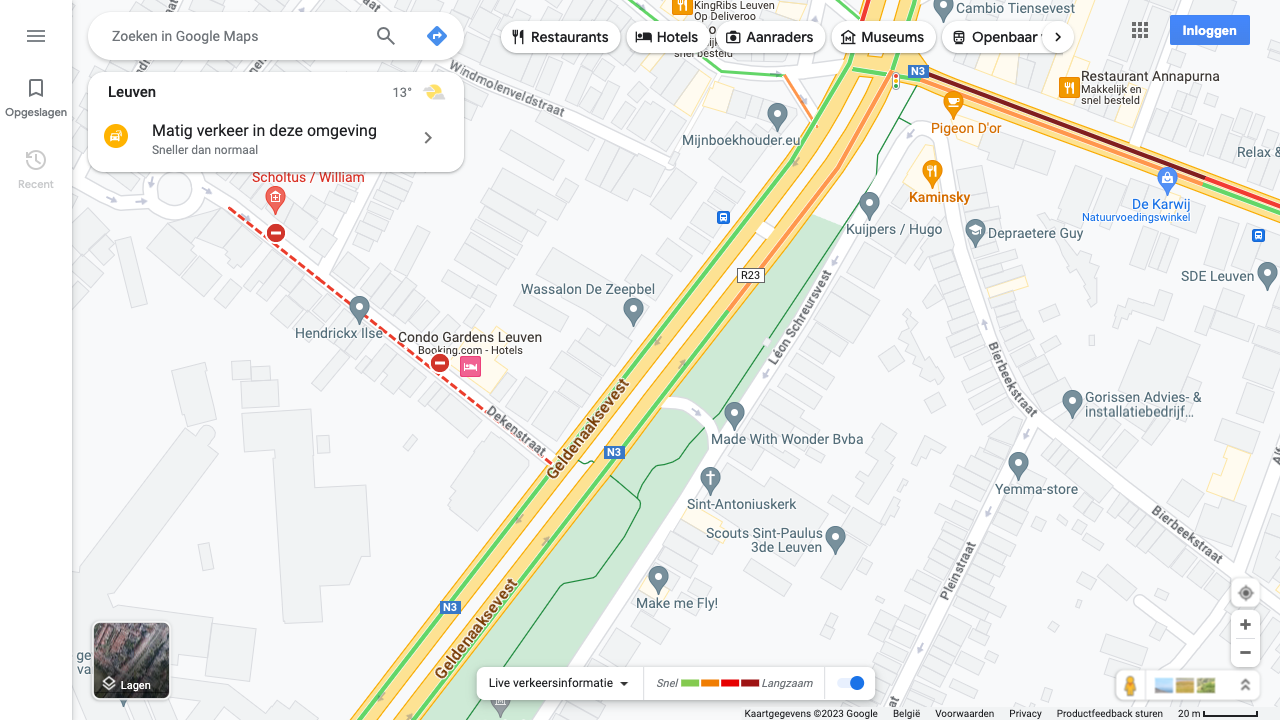 Zoeken in Google Maps
Restaurants
Hotels
Aanraders
Museums
Openbaar
Inloggen
Opgeslagen
Recent
Leuven
13°
Matig verkeer in deze omgeving
Sneller dan normaal
KingRibs Leuven
Op Deliveroo
snel besteld
Cambio Tiensevest
N3
Restaurant Annapurna
Makkelijk en
snel besteld
Windmolenveldstraat
Mijnboekhouder.eu
Pigeon D'or
Relax &
Scholtus / William
Kaminsky
De Karwij
Natuurvoedingswinkel
Kuijpers / Hugo
Depraetere Guy
SDE Leuven
R23
Wassalon De Zeepbel
Léon Schreursvest
Hendrickx Ilse
Condo Gardens Leuven
Booking.com - Hotels
Bierbeekstraat
Geldenaaksevest
Dekenstraat
Gorissen Advies- &
installatiebedrijf...
Made With Wonder Bvba
N3
Sint-Antoniuskerk
Yemma-store
Scouts Sint-Paulus
3de Leuven
Bierbeekstraat
Pleinstraat
Make me Fly!
N3
Geldenaaksevest
Lagen
Live verkeersinformatie
Snel
Langzaam
Kaartgegevens ©2023 Google
België
Voorwaarden
Privacy
Productfeedback sturen
20 m